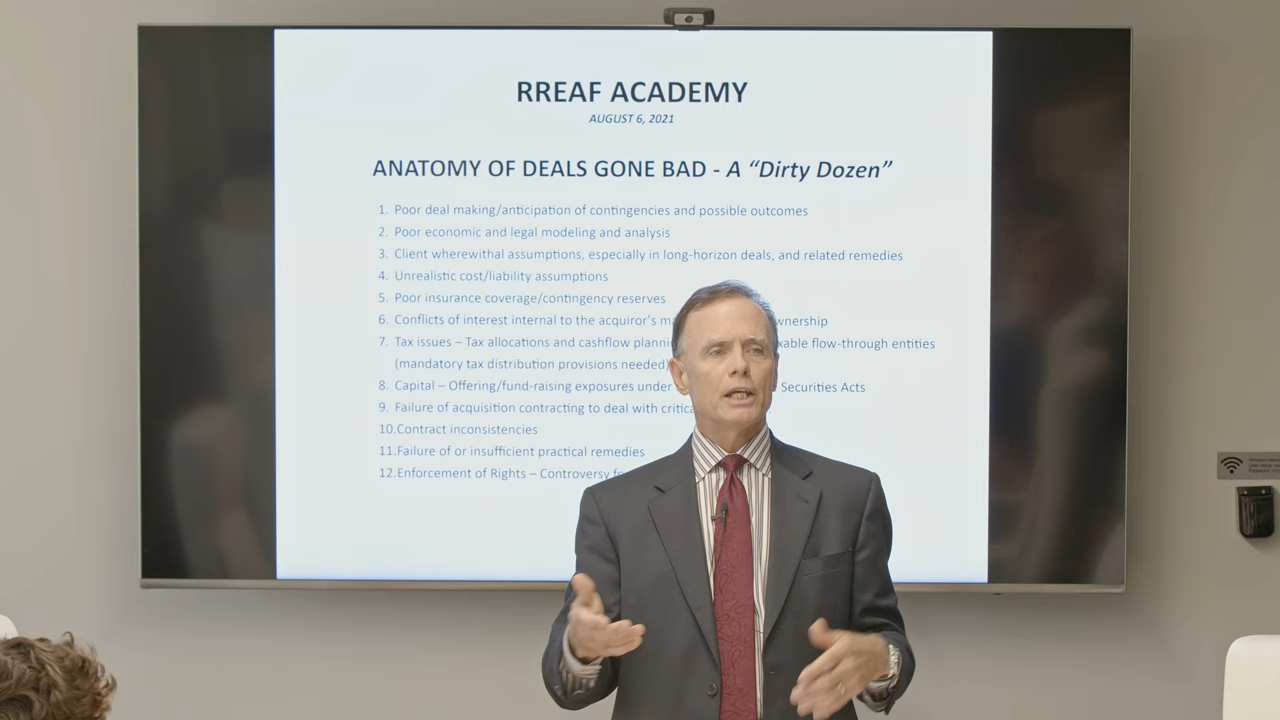 RREAF ACADEMY
AUGUST 6, 2021
ANATOMY OF DEALS GONE BAD - A “Dirty Dozen”
1. Poor deal making/anticipation of contingencies and possible outcomes
2. Poor economic and legal modeling and analysis
3. Client wherewithal assumptions, especially in long-horizon deals, and related remedies
4. Unrealistic cost/liability assumptions
5. Poor insurance coverage/contingency reserves
6. Conflicts of interest internal to the acquiror’s
7. Tax issues – Tax allocations and cashflow flow-through entities
(mandatory tax distribution provisions needed)
8. Capital – Offering/fund-raising exposures under Securities Acts
9. Failure of acquisition contracting to deal with
10.Contract inconsistencies
11.Failure of or insufficient practical remedies
12.Enforcement of Rights – Controversy